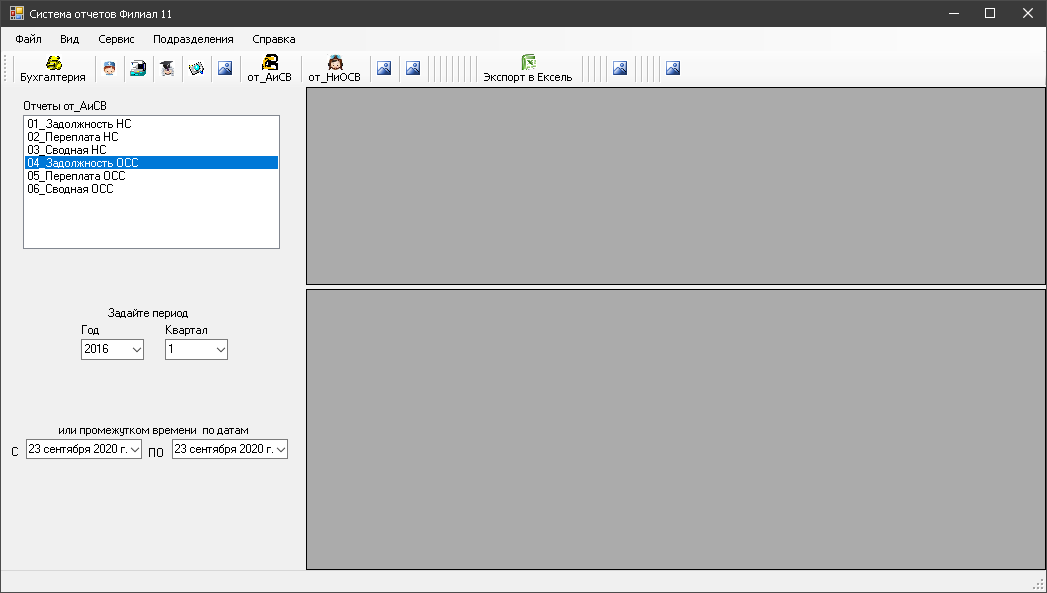 Система отчетов Филиал 11
Файл Вид Сервис Подразделения Справка
Бухгалтерия от_АиСВ от_НиОСВ Экспорт в Ексель
Отчеты от_АиСВ
01_Задолжность НС
02_Переплата НС
03_Сводная НС
04_Задолжность ОСС
05_Переплата ОСС
06_Сводная ОСС
Задайте период
Год Квартал
2016 1
или промежутком времени по датам
С 23 сентября 2020 г. ПО 23 сентября 2020 г.